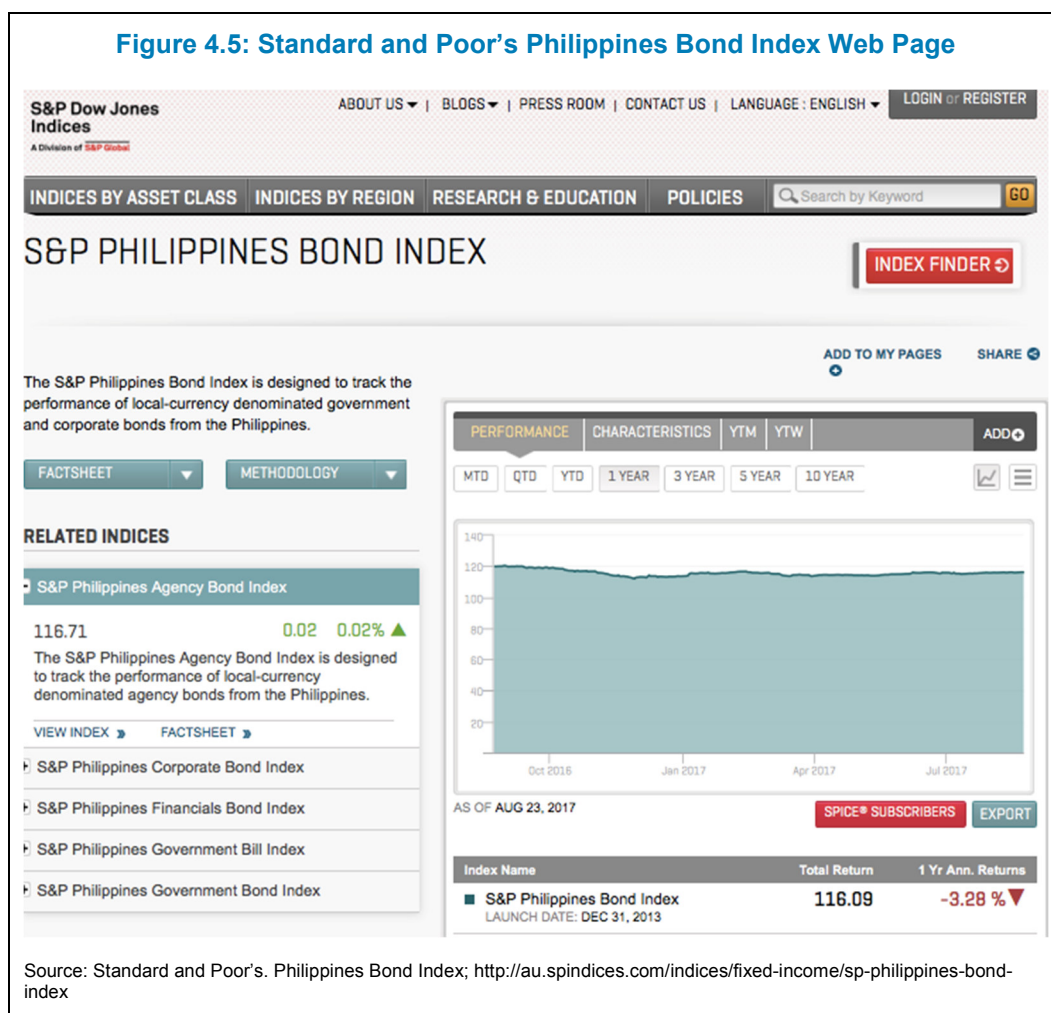 Figure 4.5: Standard and Poor's Philippines Bond Index Web Page
S&P Dow Jones
Indices
A Division of S&P Global
ABOUT US | BLOGS | PRESS ROOM | CONTACT US | LANGUAGE : ENGLISH
LOGIN or REGISTER
INDICES BY ASSET CLASS INDICES BY REGION RESEARCH & EDUCATION POLICIES Search by Keyword GO
S&P PHILIPPINES BOND INDEX
INDEX FINDER
ADD TO MY PAGES SHARE
The S&P Philippines Bond Index is designed to track the
performance of local-currency denominated government
and corporate bonds from the Philippines.
FACTSHEET METHODOLOGY
RELATED INDICES
S&P Philippines Agency Bond Index
116.71 0.02 0.02%
The S&P Philippines Agency Bond Index is designed
to track the performance of local-currency
denominated agency bonds from the Philippines.
VIEW INDEX FACTSHEET
S&P Philippines Corporate Bond Index
S&P Philippines Financials Bond Index
S&P Philippines Government Bill Index
S&P Philippines Government Bond Index
PERFORMANCE CHARACTERISTICS YTM YTW ADD
MTD QTD YTD 1 YEAR 3 YEAR 5 YEAR 10 YEAR
140
120
100
80
60
40
20
Oct 2016 Jan 2017 Apr 2017 Jul 2017
AS OF AUG 23, 2017
SPICE® SUBSCRIBERS EXPORT
Index Name Total Return 1 Yr Ann. Returns
S&P Philippines Bond Index 116.09 -3.28 %
LAUNCH DATE: DEC 31, 2013
Source: Standard and Poor's. Philippines Bond Index; http://au.spindices.com/indices/fixed-income/sp-philippines-bond-
index